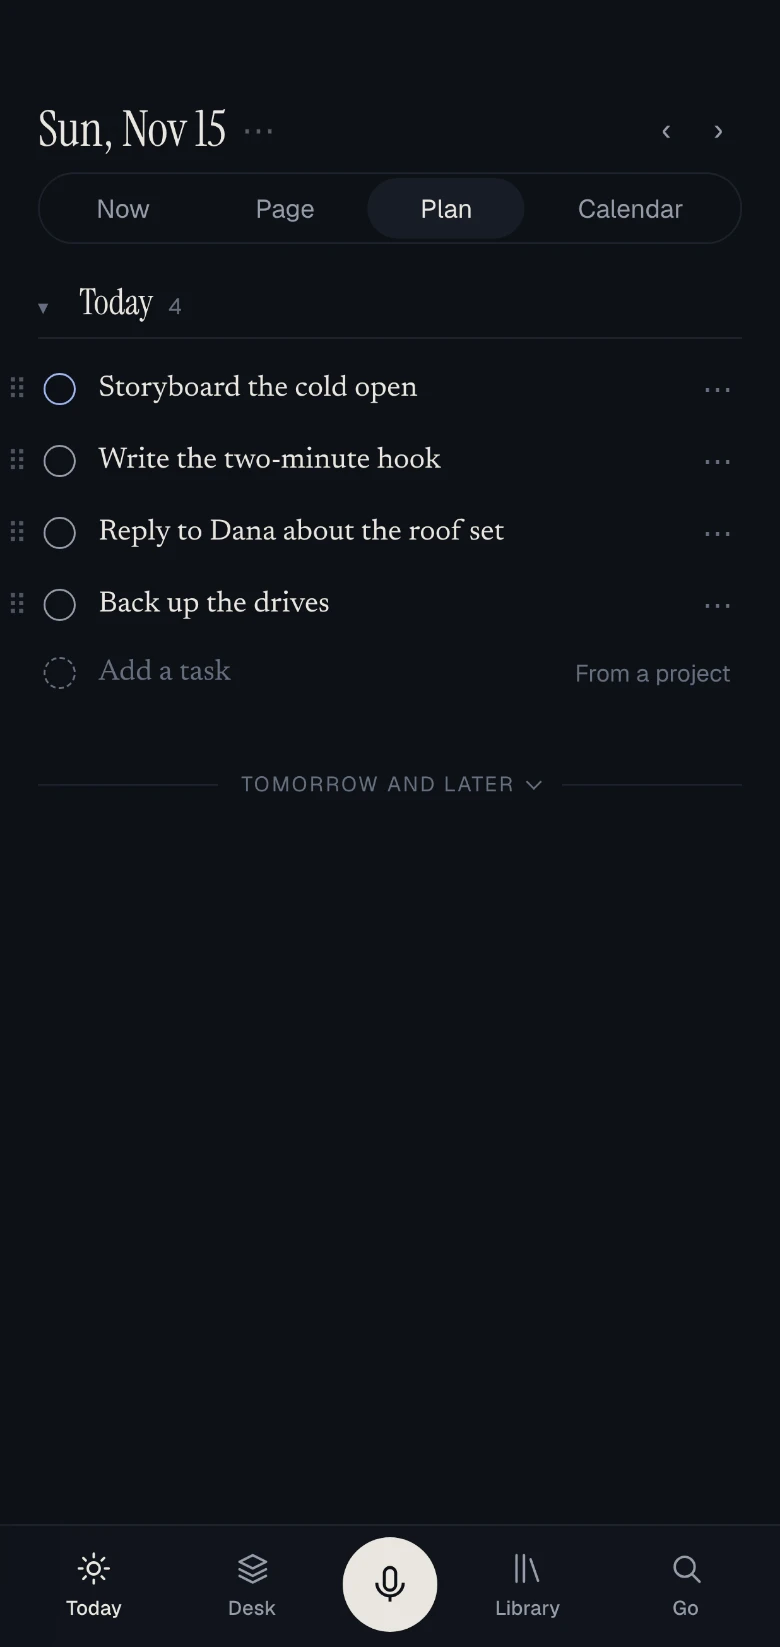 Sun, Nov 15 ···
Now Page Plan Calendar
Today 4
Storyboard the cold open
Write the two-minute hook
Reply to Dana about the roof set
Back up the drives
Add a task From a project
TOMORROW AND LATER
Today Desk Library Go